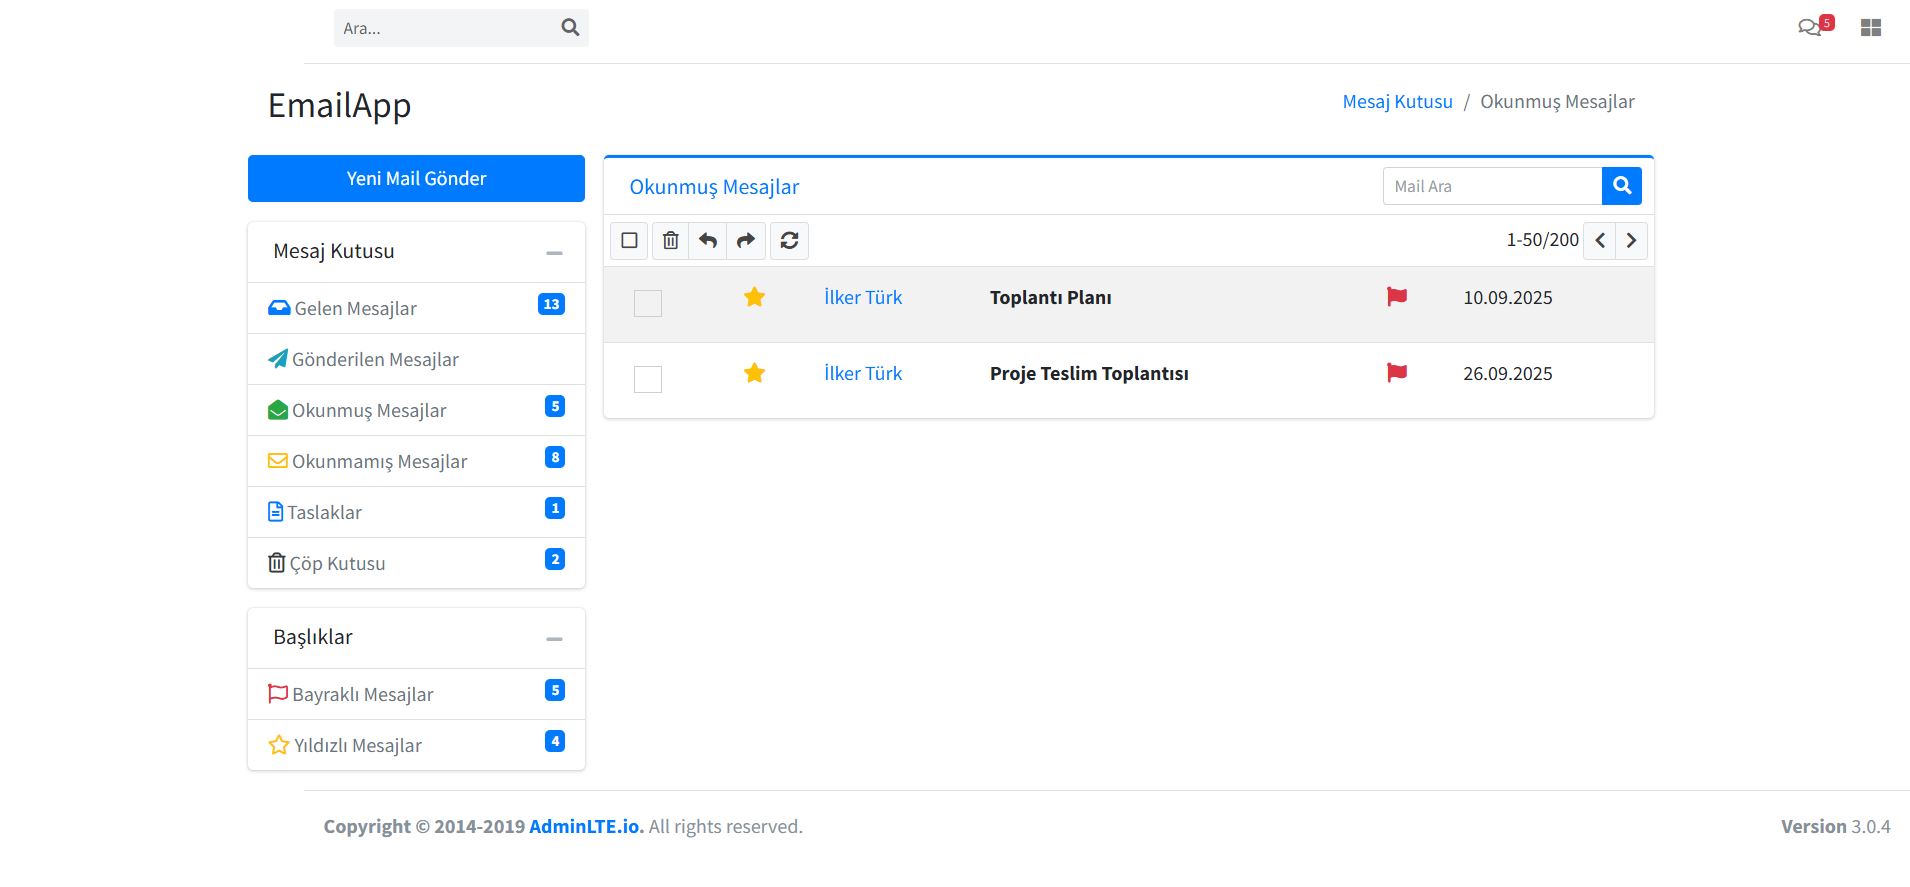 Ara...
5
EmailApp
Mesaj Kutusu / Okunmuş Mesajlar
Yeni Mail Gönder
Mesaj Kutusu
Gelen Mesajlar 13
Gönderilen Mesajlar
Okunmuş Mesajlar 5
Okunmamış Mesajlar 8
Taslaklar 1
Çöp Kutusu 2
Başlıklar
Bayraklı Mesajlar 5
Yıldızlı Mesajlar 4
Okunmuş Mesajlar
Mail Ara
1-50/200
İlker Türk Toplantı Planı 10.09.2025
İlker Türk Proje Teslim Toplantısı 26.09.2025
Copyright © 2014-2019 AdminLTE.io. All rights reserved.
Version 3.0.4